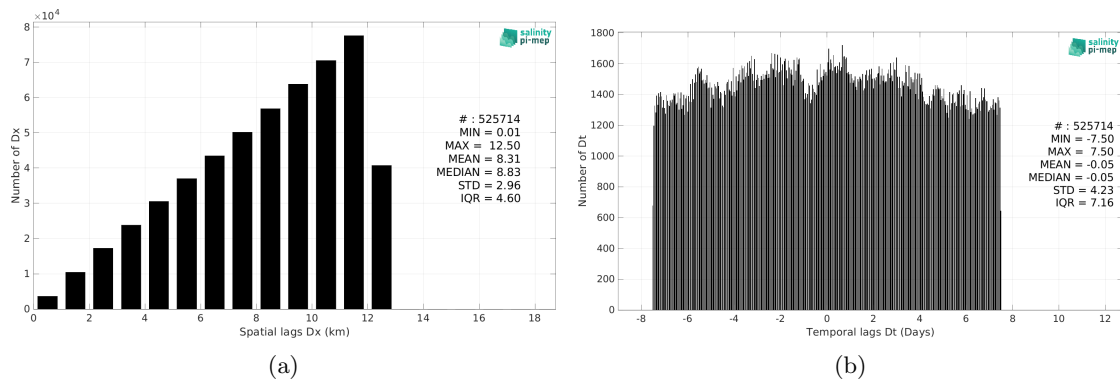 ×10⁴
8
7
6
5
4
3
2
1
0
Number of Dx
0 2 4 6 8 10 12 14 16 18
Spatial lags Dx (km)
salinity
pi-mep
# : 525714
MIN = 0.01
MAX = 12.50
MEAN = 8.31
MEDIAN = 8.83
STD = 2.96
IQR = 4.60
(a)
1800
1600
1400
1200
1000
800
600
400
200
0
Number of Dt
-8 -6 -4 -2 0 2 4 6 8 10 12
Temporal lags Dt (Days)
salinity
pi-mep
# : 525714
MIN = -7.50
MAX = 7.50
MEAN = -0.05
MEDIAN = -0.05
STD = 4.23
IQR = 7.16
(b)